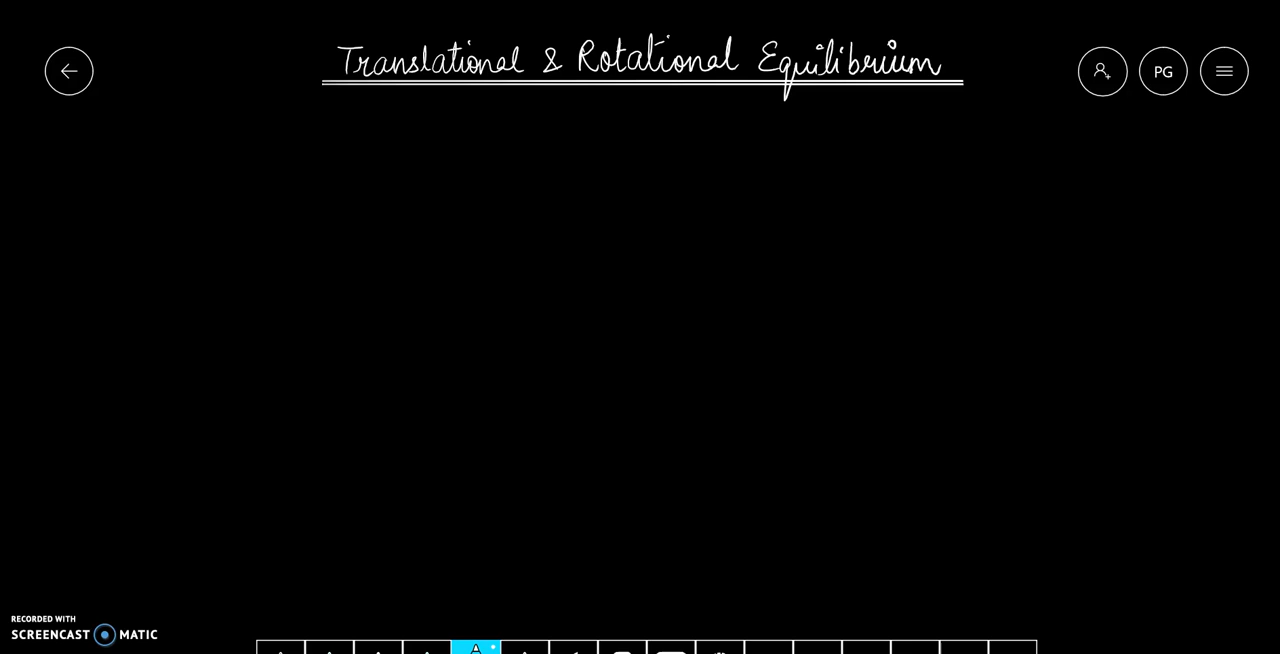 Translational & Rotational Equilibrium
PG
RECORDED WITH
SCREENCAST MATIC